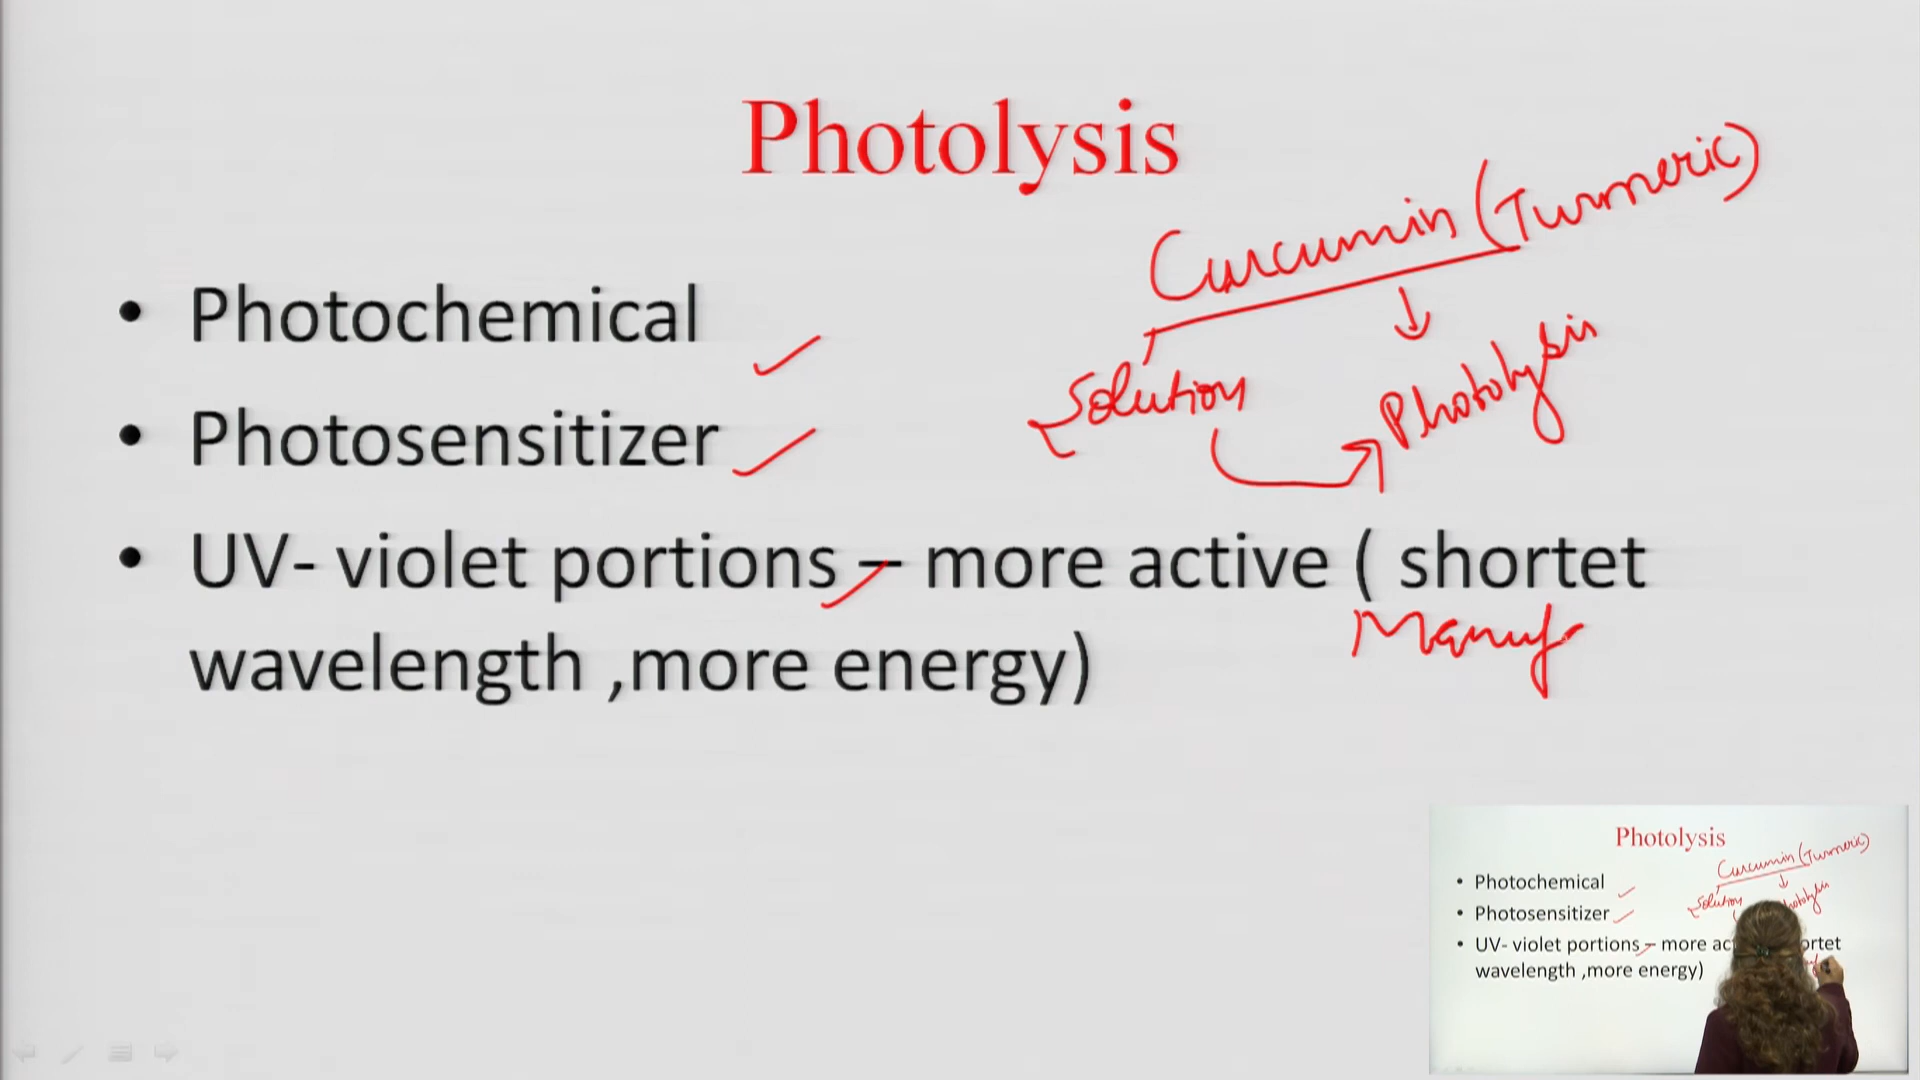 Photolysis
Curcumin (Turmeric)
• Photochemical
Solution
Photolysis
• Photosensitizer
• UV- violet portions – more active ( shortet
wavelength ,more energy)
Manuf
Photolysis
Curcumin (Turmeric)
• Photochemical
Solution
• Photosensitizer
• UV- violet portions – more ac
ortet
wavelength ,more energy)